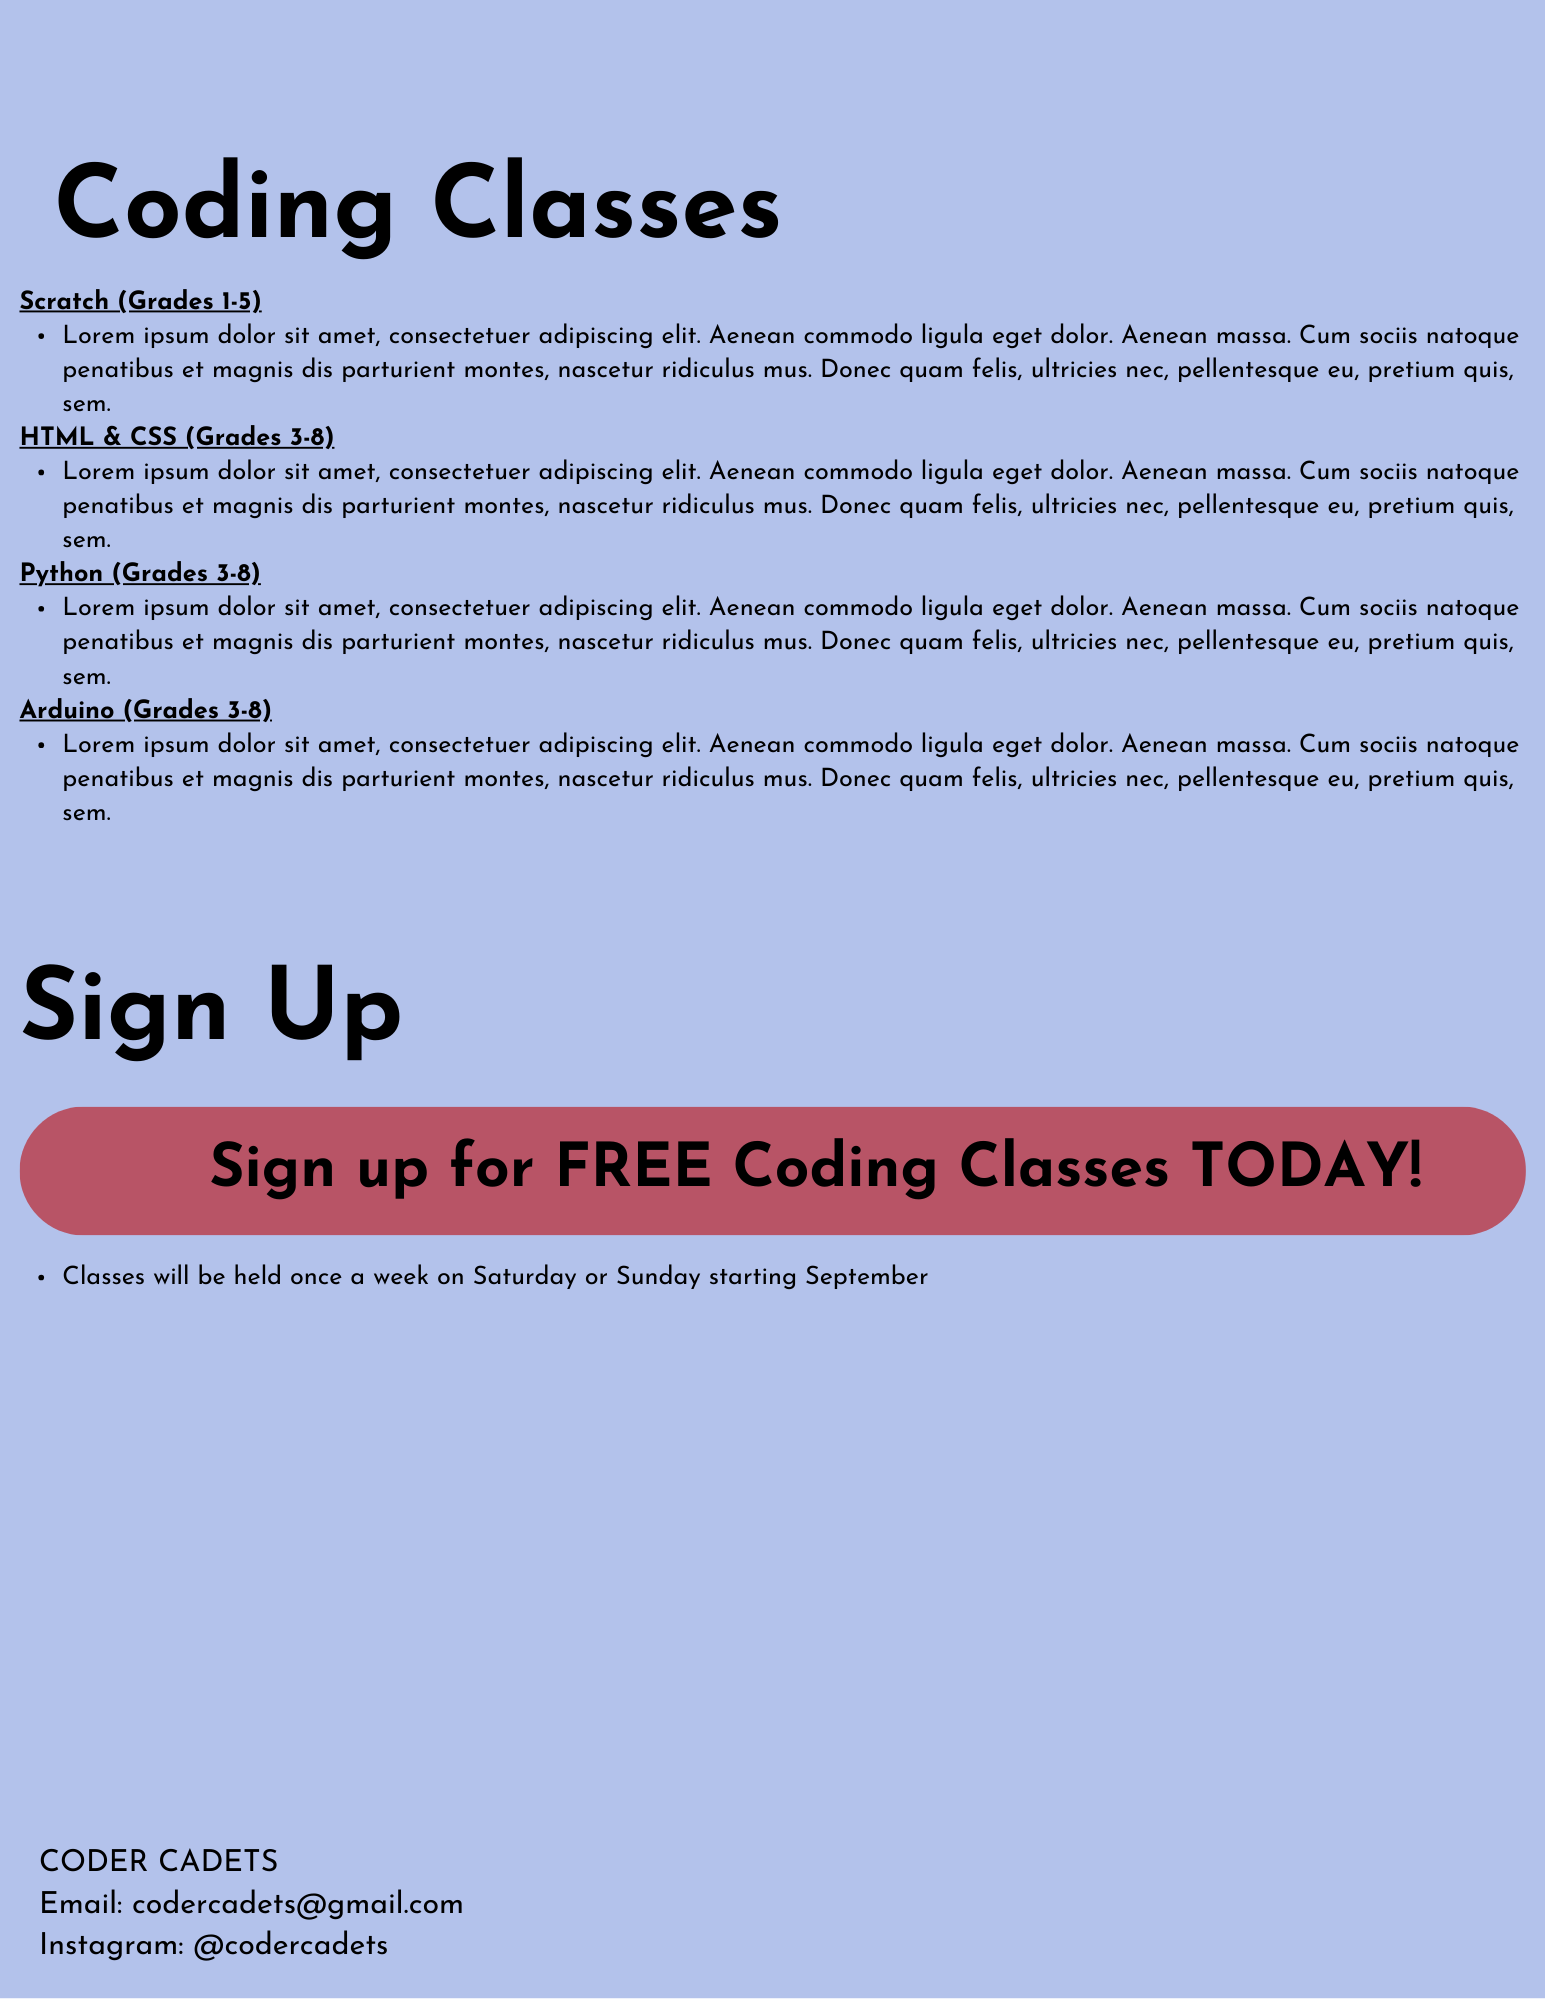 Coding Classes
Scratch (Grades 1-5)
• Lorem ipsum dolor sit amet, consectetuer adipiscing elit. Aenean commodo ligula eget dolor. Aenean massa. Cum sociis natoque
penatibus et magnis dis parturient montes, nascetur ridiculus mus. Donec quam felis, ultricies nec, pellentesque eu, pretium quis,
sem.
HTML & CSS (Grades 3-8)
• Lorem ipsum dolor sit amet, consectetuer adipiscing elit. Aenean commodo ligula eget dolor. Aenean massa. Cum sociis natoque
penatibus et magnis dis parturient montes, nascetur ridiculus mus. Donec quam felis, ultricies nec, pellentesque eu, pretium quis,
sem.
Python (Grades 3-8)
• Lorem ipsum dolor sit amet, consectetuer adipiscing elit. Aenean commodo ligula eget dolor. Aenean massa. Cum sociis natoque
penatibus et magnis dis parturient montes, nascetur ridiculus mus. Donec quam felis, ultricies nec, pellentesque eu, pretium quis,
sem.
Arduino (Grades 3-8)
• Lorem ipsum dolor sit amet, consectetuer adipiscing elit. Aenean commodo ligula eget dolor. Aenean massa. Cum sociis natoque
penatibus et magnis dis parturient montes, nascetur ridiculus mus. Donec quam felis, ultricies nec, pellentesque eu, pretium quis,
sem.
Sign Up
Sign up for FREE Coding Classes TODAY!
• Classes will be held once a week on Saturday or Sunday starting September
CODER CADETS
Email: codercadets@gmail.com
Instagram: @codercadets